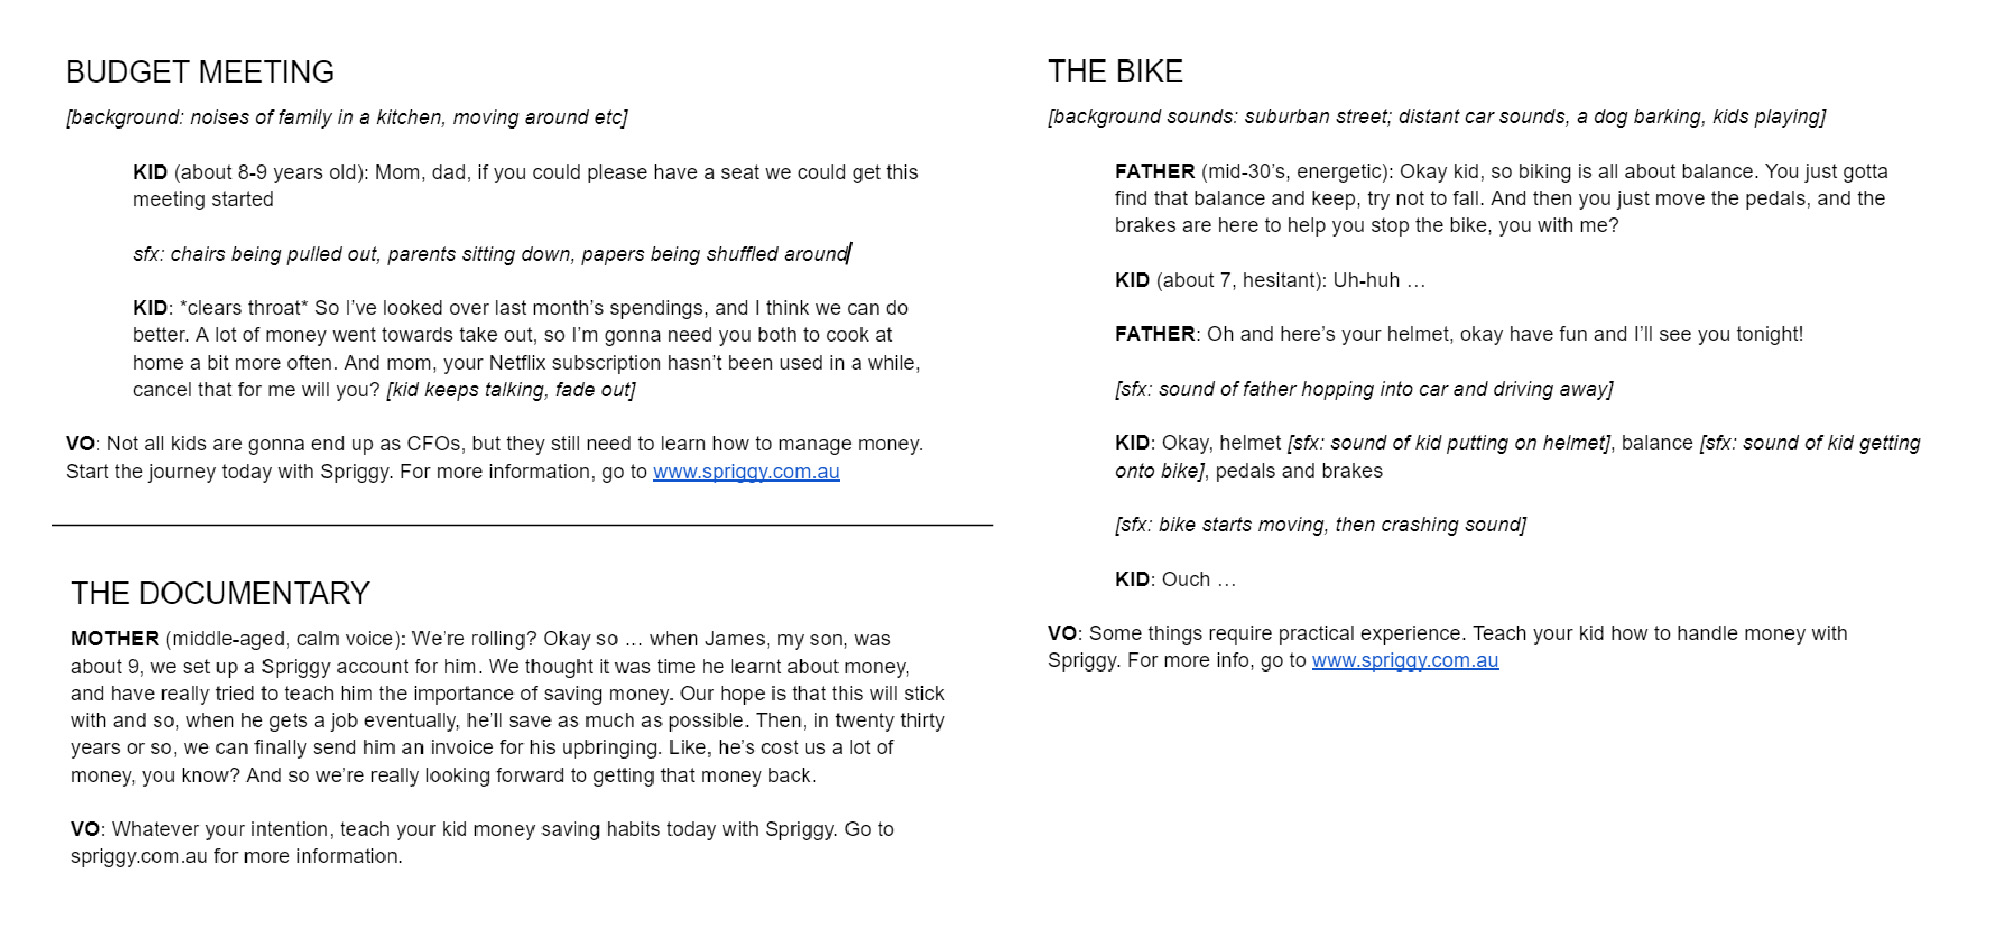 BUDGET MEETING
[background: noises of family in a kitchen, moving around etc]
KID (about 8-9 years old): Mom, dad, if you could please have a seat we could get this
meeting started
sfx: chairs being pulled out, parents sitting down, papers being shuffled around
KID: *clears throat* So I’ve looked over last month’s spendings, and I think we can do
better. A lot of money went towards take out, so I’m gonna need you both to cook at
home a bit more often. And mom, your Netflix subscription hasn’t been used in a while,
cancel that for me will you? [kid keeps talking, fade out]
VO: Not all kids are gonna end up as CFOs, but they still need to learn how to manage money.
Start the journey today with Spriggy. For more information, go to www.spriggy.com.au
THE DOCUMENTARY
MOTHER (middle-aged, calm voice): We’re rolling? Okay so … when James, my son, was
about 9, we set up a Spriggy account for him. We thought it was time he learnt about money,
and have really tried to teach him the importance of saving money. Our hope is that this will stick
with and so, when he gets a job eventually, he’ll save as much as possible. Then, in twenty thirty
years or so, we can finally send him an invoice for his upbringing. Like, he’s cost us a lot of
money, you know? And so we’re really looking forward to getting that money back.
VO: Whatever your intention, teach your kid money saving habits today with Spriggy. Go to
spriggy.com.au for more information.
THE BIKE
[background sounds: suburban street; distant car sounds, a dog barking, kids playing]
FATHER (mid-30’s, energetic): Okay kid, so biking is all about balance. You just gotta
find that balance and keep, try not to fall. And then you just move the pedals, and the
brakes are here to help you stop the bike, you with me?
KID (about 7, hesitant): Uh-huh …
FATHER: Oh and here’s your helmet, okay have fun and I’ll see you tonight!
[sfx: sound of father hopping into car and driving away]
KID: Okay, helmet [sfx: sound of kid putting on helmet], balance [sfx: sound of kid getting
onto bike], pedals and brakes
[sfx: bike starts moving, then crashing sound]
KID: Ouch …
VO: Some things require practical experience. Teach your kid how to handle money with
Spriggy. For more info, go to www.spriggy.com.au